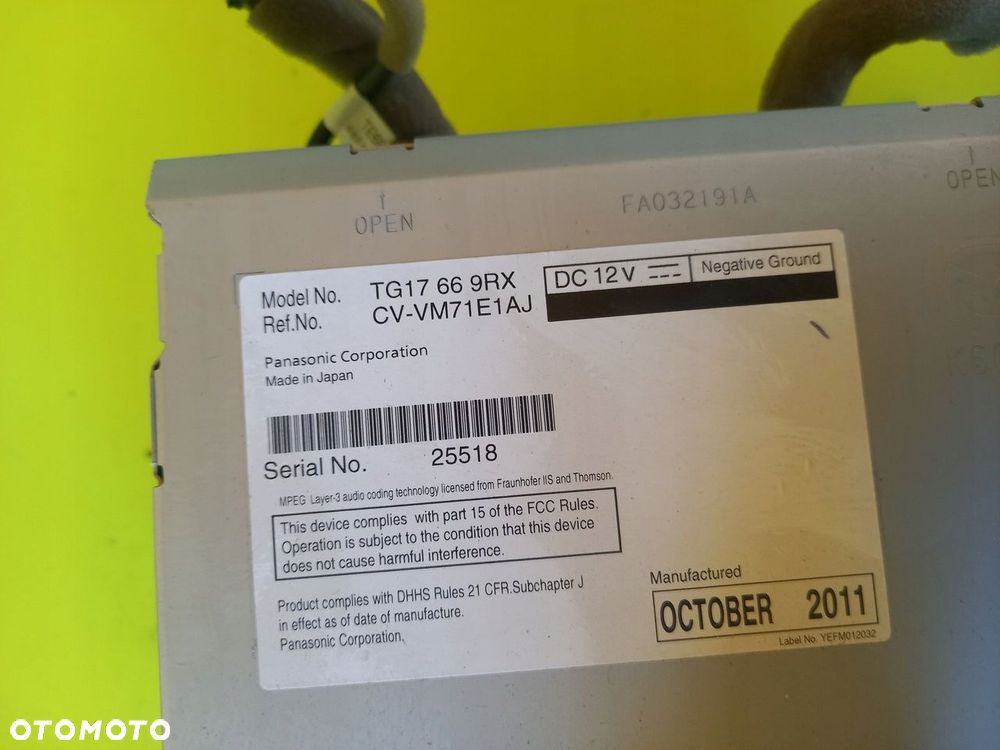 OPEN
FA032191A
OPEN
Model No. TG17 66 9RX
Ref.No. CV-VM71E1AJ
DC 12V
Negative Ground
Panasonic Corporation
Made in Japan
Serial No. 25518
MPEG Layer-3 audio coding technology licensed from Fraunhofer IIS and Thomson.
This device complies with part 15 of the FCC Rules.
Operation is subject to the condition that this device
does not cause harmful interference.
Product complies with DHHS Rules 21 CFR.Subchapter J
in effect as of date of manufacture.
Panasonic Corporation.
Manufactured
OCTOBER 2011
Label No. YEFM012032
OTOMOTO